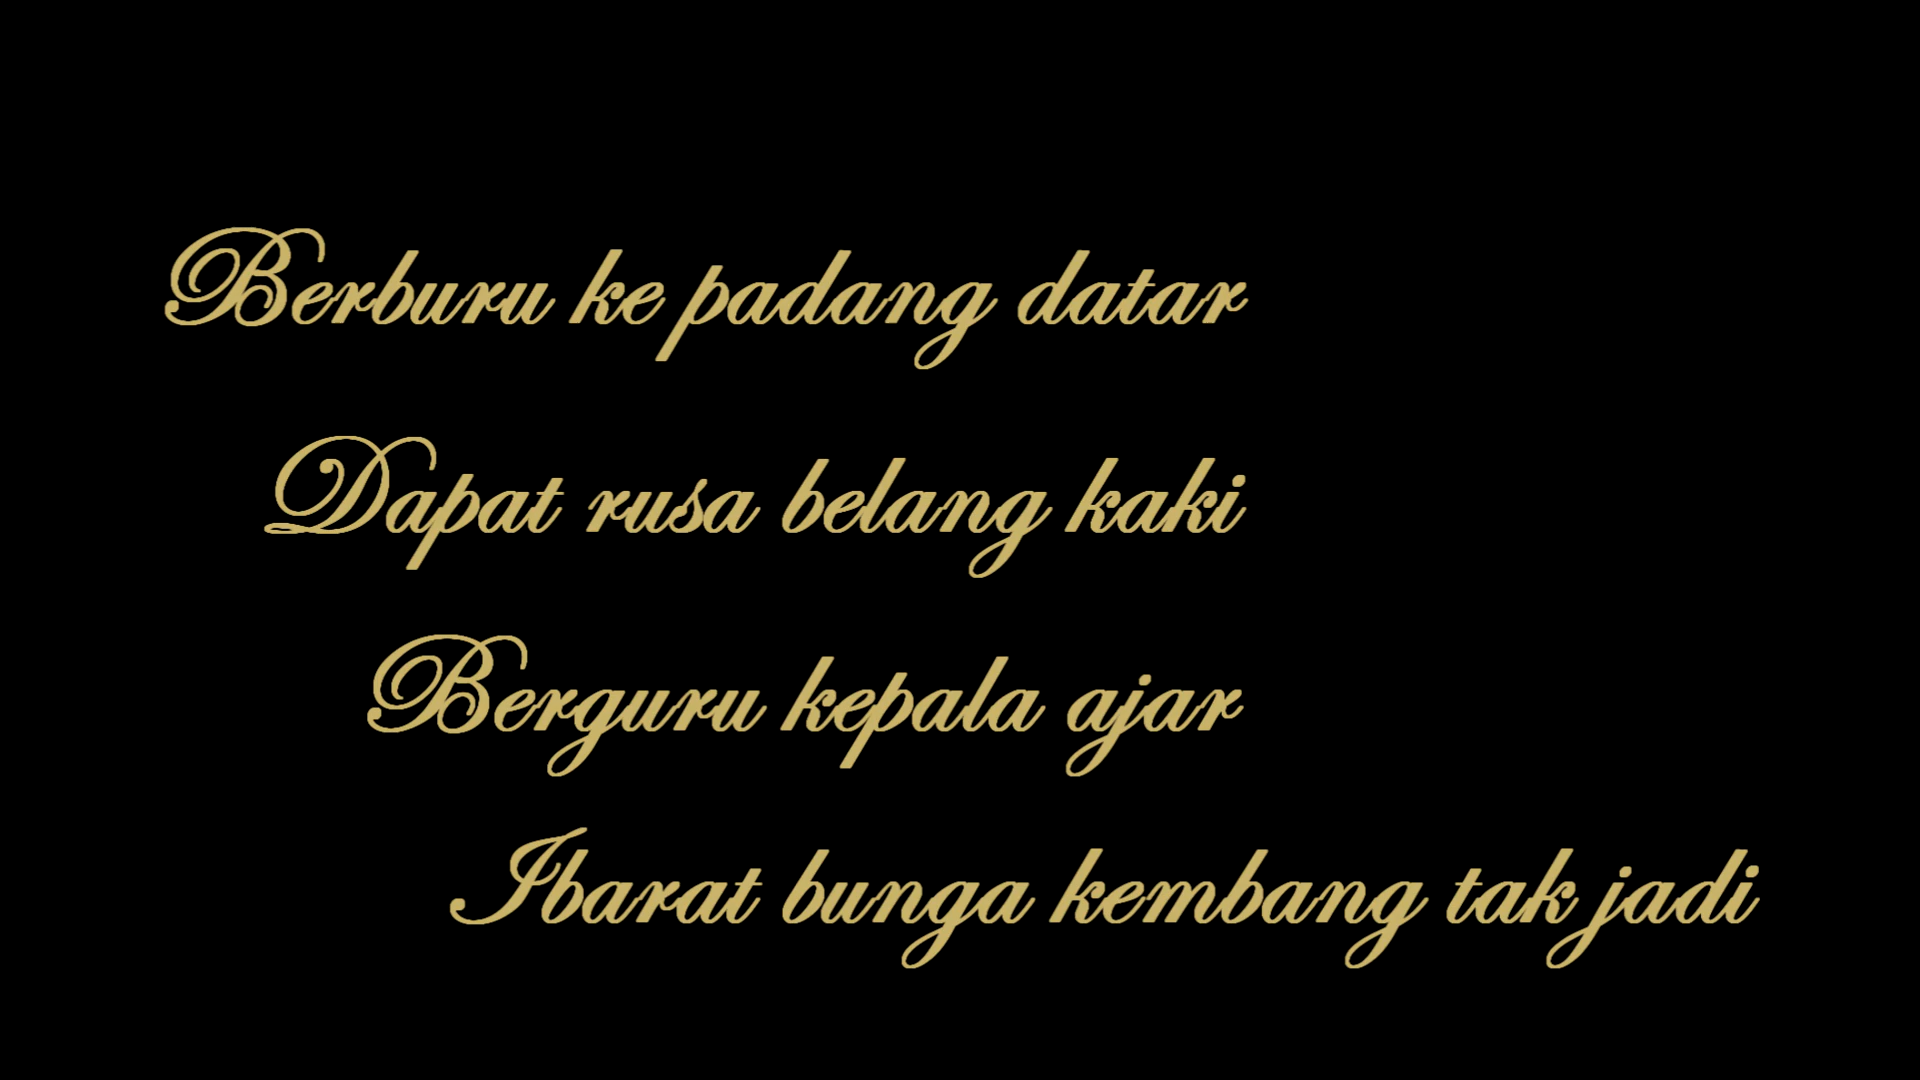 Berburu ke padang datar
Dapat rusa belang kaki
Berguru kepala ajar
Ibarat bunga kembang tak jadi